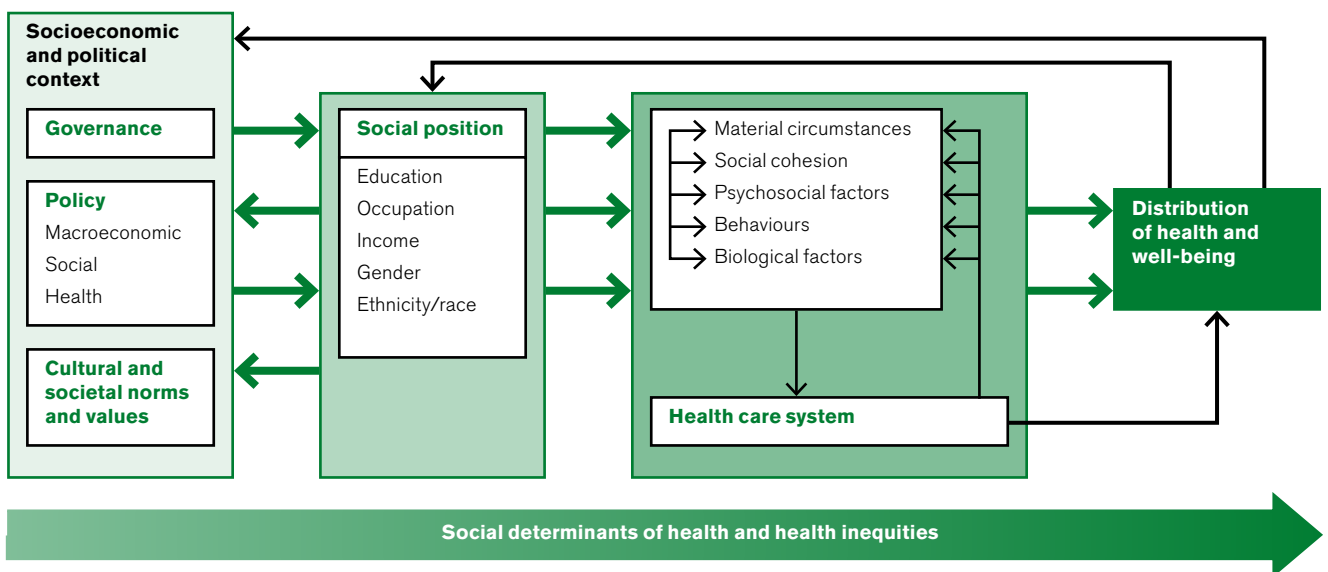 Socioeconomic
and political
context
Governance
Policy
Macroeconomic
Social
Health
Cultural and
societal norms
and values
Social position
Education
Occupation
Income
Gender
Ethnicity/race
Material circumstances
Social cohesion
Psychosocial factors
Behaviours
Biological factors
Health care system
Distribution
of health and
well-being
Social determinants of health and health inequities